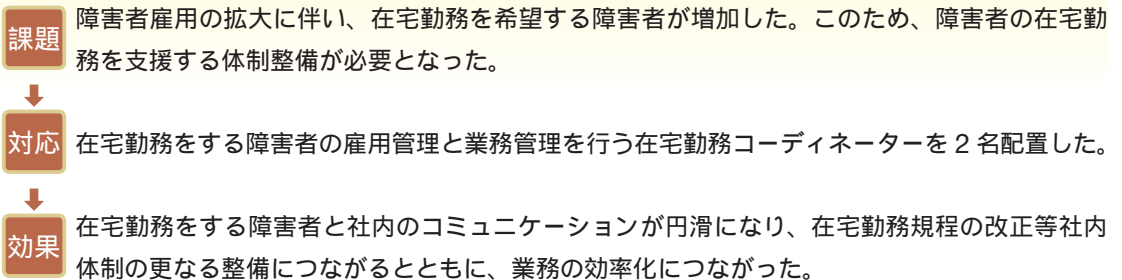 課題
障害者雇用の拡大に伴い、在宅勤務を希望する障害者が増加した。このため、障害者の在宅勤
務を支援する体制整備が必要となった。
対応
在宅勤務をする障害者の雇用管理と業務管理を行う在宅勤務コーディネーターを2名配置した。
効果
在宅勤務をする障害者と社内のコミュニケーションが円滑になり、在宅勤務規程の改正等社内
体制の更なる整備につながるとともに、業務の効率化につながった。